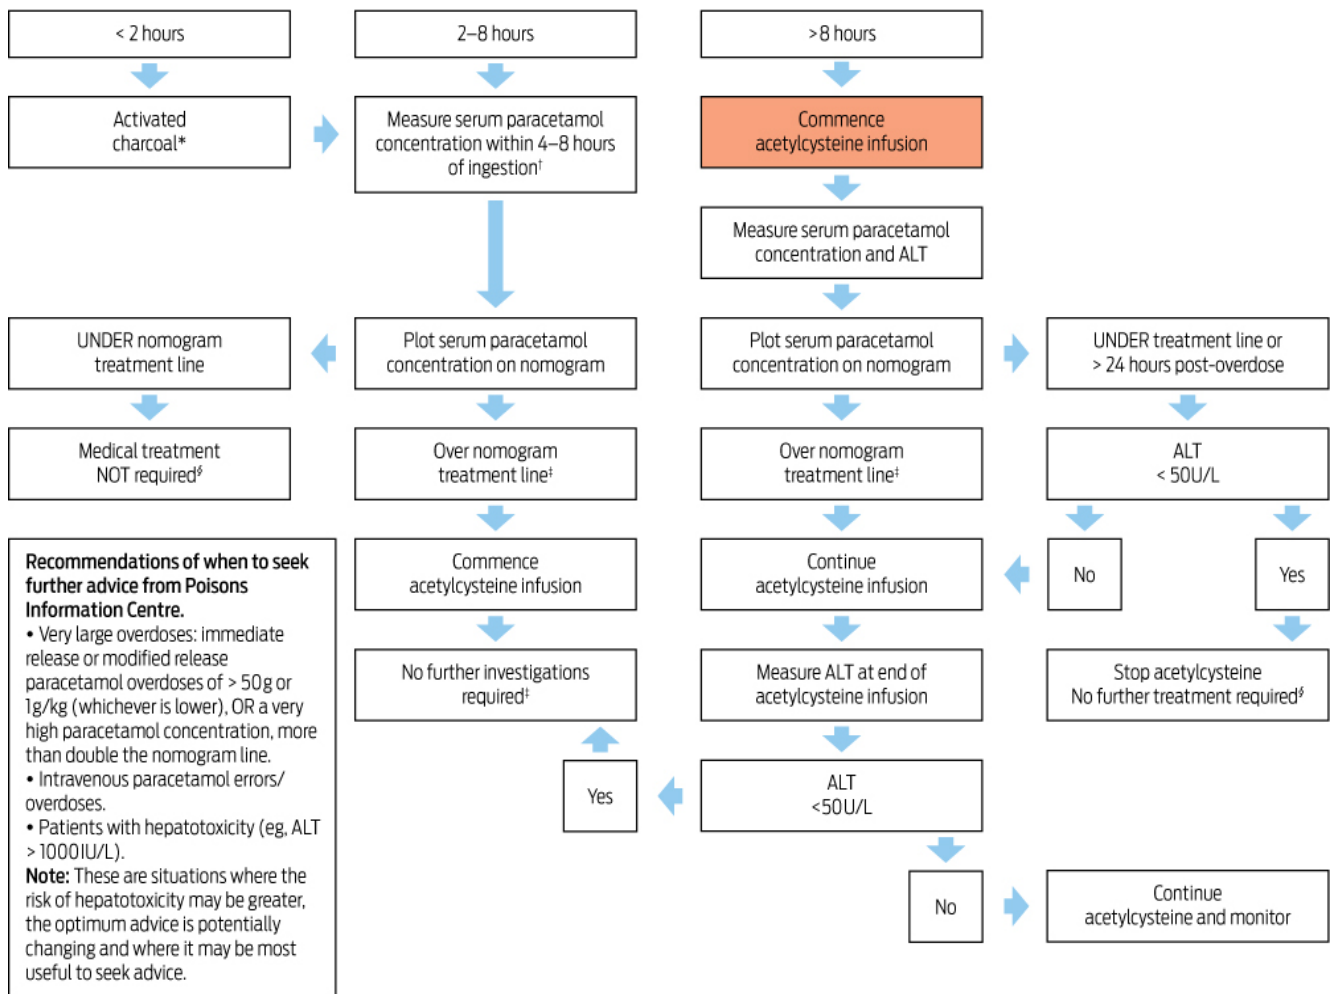 < 2 hours
2–8 hours
>8 hours
Activated
charcoal*
Measure serum paracetamol
concentration within 4–8 hours
of ingestion†
Commence
acetylcysteine infusion
Measure serum paracetamol
concentration and ALT
UNDER nomogram
treatment line
Plot serum paracetamol
concentration on nomogram
Plot serum paracetamol
concentration on nomogram
UNDER treatment line or
> 24 hours post-overdose
Medical treatment
NOT required§
Over nomogram
treatment line‡
Over nomogram
treatment line‡
ALT
< 50U/L
Commence
acetylcysteine infusion
Continue
acetylcysteine infusion
No
Yes
No further investigations
required‡
Measure ALT at end of
acetylcysteine infusion
Stop acetylcysteine
No further treatment required§
Yes
ALT
<50U/L
No
Continue
acetylcysteine and monitor
Recommendations of when to seek
further advice from Poisons
Information Centre.
• Very large overdoses: immediate
release or modified release
paracetamol overdoses of > 50g or
1g/kg (whichever is lower), OR a very
high paracetamol concentration, more
than double the nomogram line.
• Intravenous paracetamol errors/
overdoses.
• Patients with hepatotoxicity (eg, ALT
> 1000IU/L).
Note: These are situations where the
risk of hepatotoxicity may be greater,
the optimum advice is potentially
changing and where it may be most
useful to seek advice.